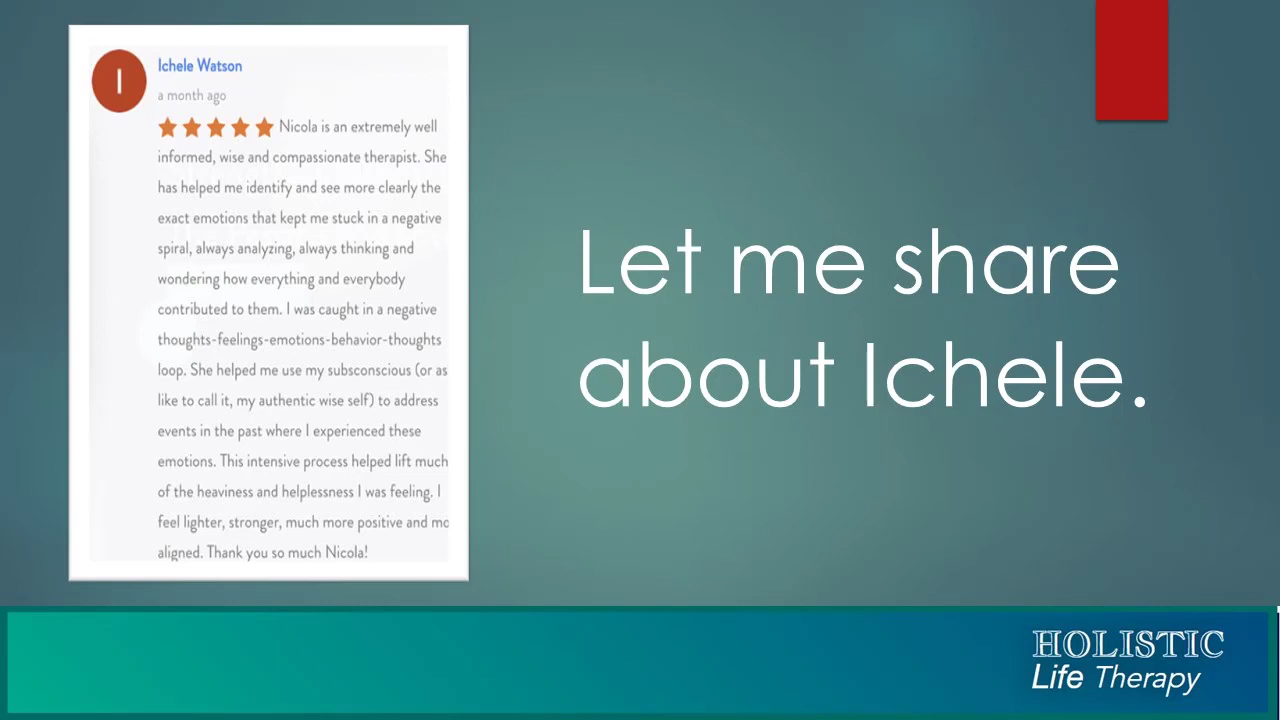 I
Ichele Watson
a month ago
Nicola is an extremely well
informed, wise and compassionate therapist. She
has helped me identify and see more clearly the
exact emotions that kept me stuck in a negative
spiral, always analyzing, always thinking and
wondering how everything and everybody
contributed to them. I was caught in a negative
thoughts-feelings-emotions-behavior-thoughts
loop. She helped me use my subsconscious (or as
like to call it, my authentic wise self) to address
events in the past where I experienced these
emotions. This intensive process helped lift much
of the heaviness and helplessness I was feeling. I
feel lighter, stronger, much more positive and
aligned. Thank you so much Nicola!
Let me share
about Ichele.
HOLISTIC
Life Therapy